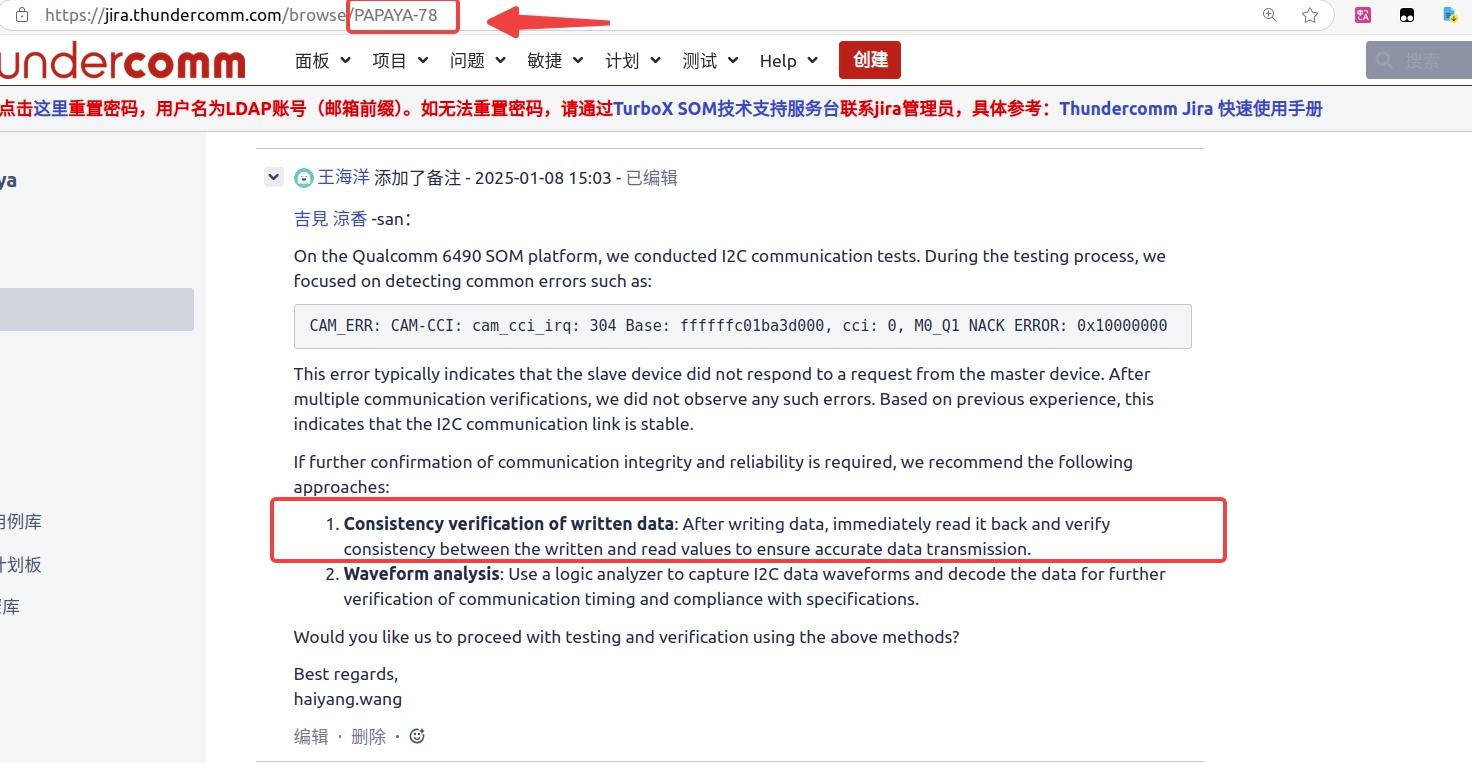 https://jira.thundercomm.com/browse/PAPAYA-78
undercomm 面板 项目 问题 敏捷 计划 测试 Help 创建 搜索
点击这里重置密码，用户名为LDAP账号（邮箱前缀）。如无法重置密码，请通过TurboX SOM技术支持服务台联系jira管理员，具体参考：Thundercomm Jira 快速使用手册
ya
王海洋 添加了备注 - 2025-01-08 15:03 - 已编辑
吉見 涼香 -san：
On the Qualcomm 6490 SOM platform, we conducted I2C communication tests. During the testing process, we
focused on detecting common errors such as:
CAM_ERR: CAM-CCI: cam_cci_irq: 304 Base: ffffffc01ba3d000, cci: 0, M0_Q1 NACK ERROR: 0x10000000
This error typically indicates that the slave device did not respond to a request from the master device. After
multiple communication verifications, we did not observe any such errors. Based on previous experience, this
indicates that the I2C communication link is stable.
If further confirmation of communication integrity and reliability is required, we recommend the following
approaches:
1. Consistency verification of written data: After writing data, immediately read it back and verify
consistency between the written and read values to ensure accurate data transmission.
2. Waveform analysis: Use a logic analyzer to capture I2C data waveforms and decode the data for further
verification of communication timing and compliance with specifications.
Would you like us to proceed with testing and verification using the above methods?
Best regards,
haiyang.wang
编辑 · 删除 ·
用例库
计划板
库